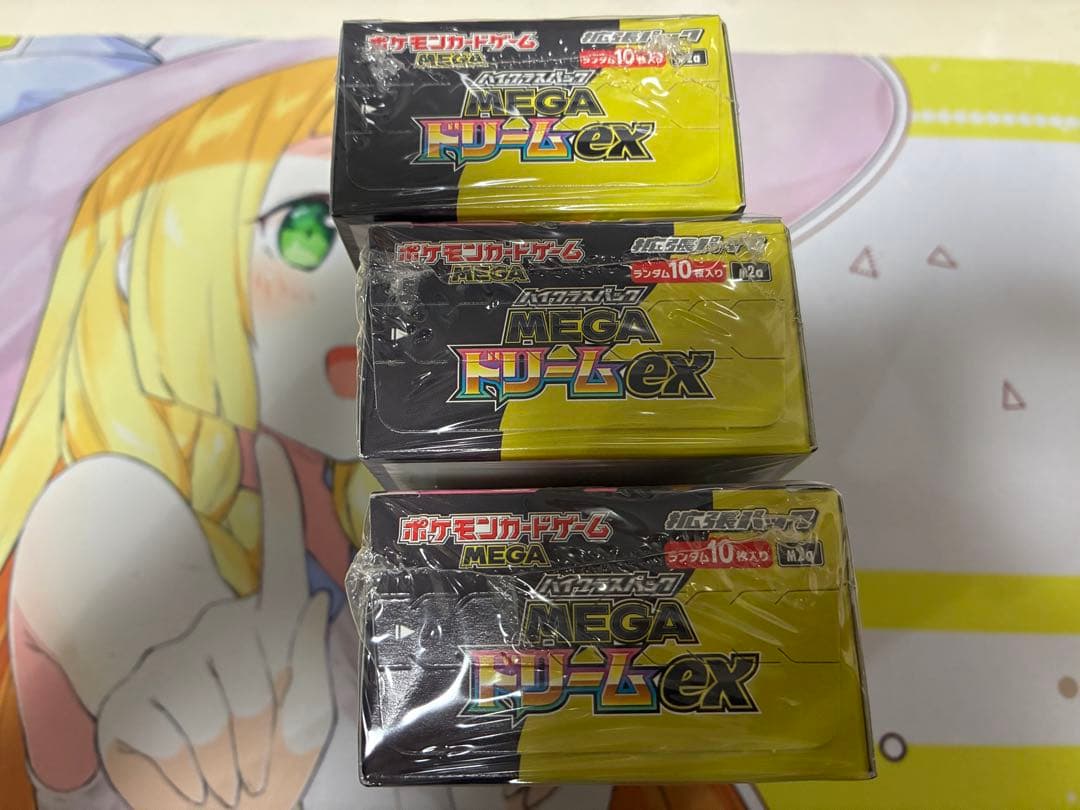 ポケモンカードゲーム
MEGA
拡張パック
ランダム10枚入り M2a
ハイクラスパック
MEGA
ドリームex
ポケモンカードゲーム
MEGA
拡張パック
ランダム10枚入り M2a
ハイクラスパック
MEGA
ドリームex
ポケモンカードゲーム
MEGA
拡張パック
ランダム10枚入り M2a
ハイクラスパック
MEGA
ドリームex